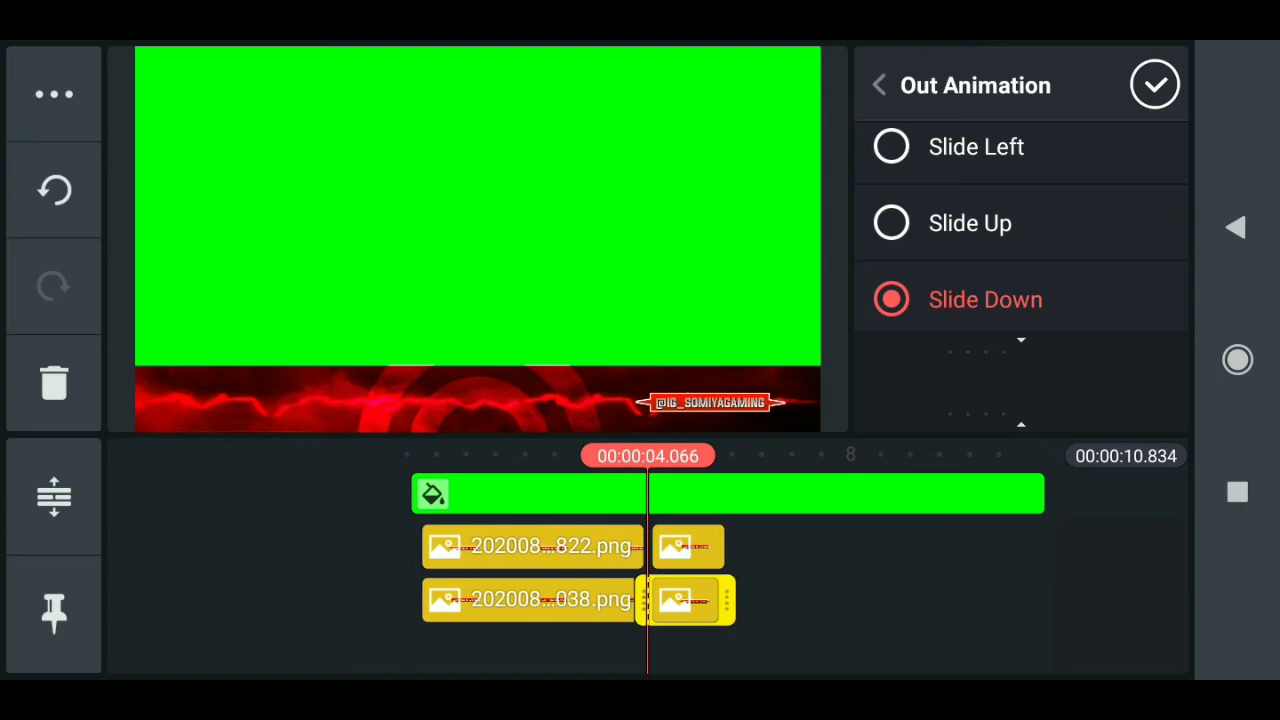 Out Animation
Slide Left
Slide Up
Slide Down
@IG_SOMIYAGAMING
00:00:04.066
8
00:00:10.834
202008...822.png
202008...038.png